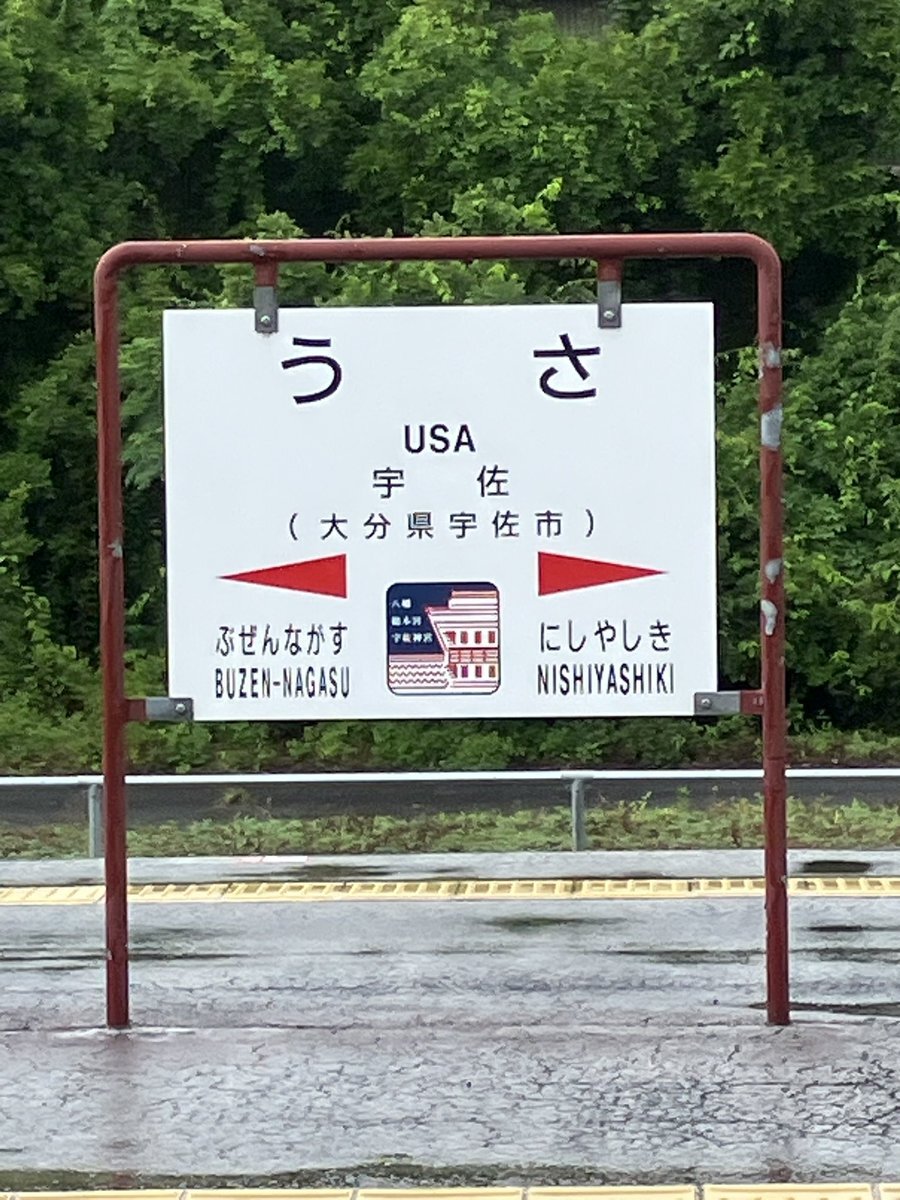 うさ
USA
宇佐
(大分県宇佐市)
ぶぜんながす
BUZEN-NAGASU
八幡
総本宮
宇佐神宮
にしやしき
NISHIYASHIKI